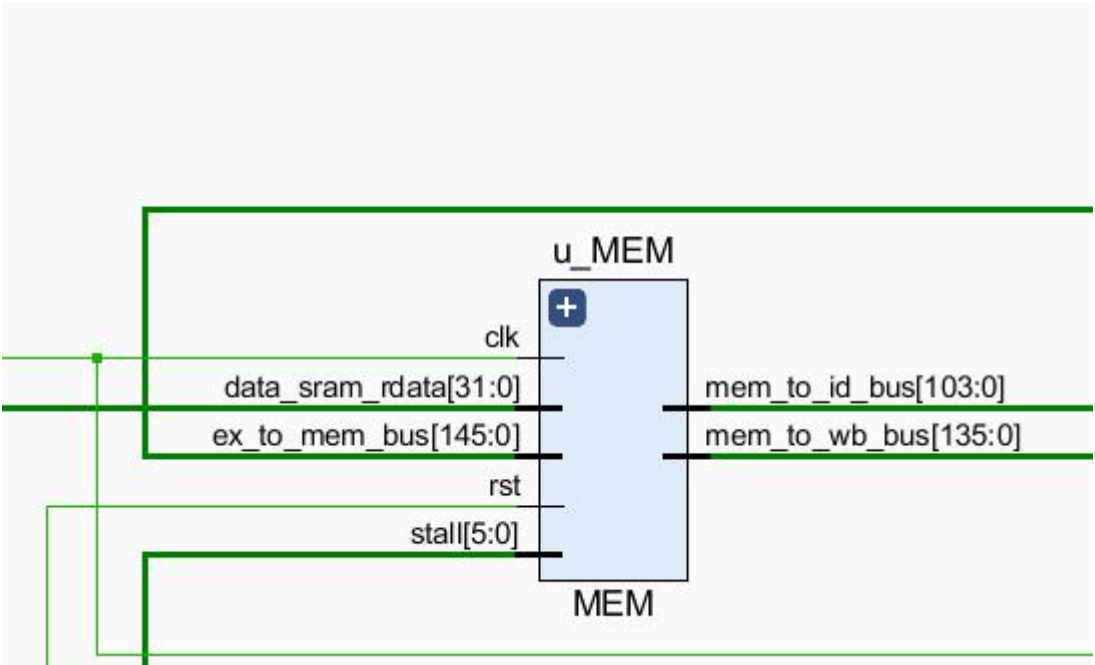 u_MEM
clk
data_sram_rdata[31:0]
mem_to_id_bus[103:0]
ex_to_mem_bus[145:0]
mem_to_wb_bus[135:0]
rst
stall[5:0]
MEM